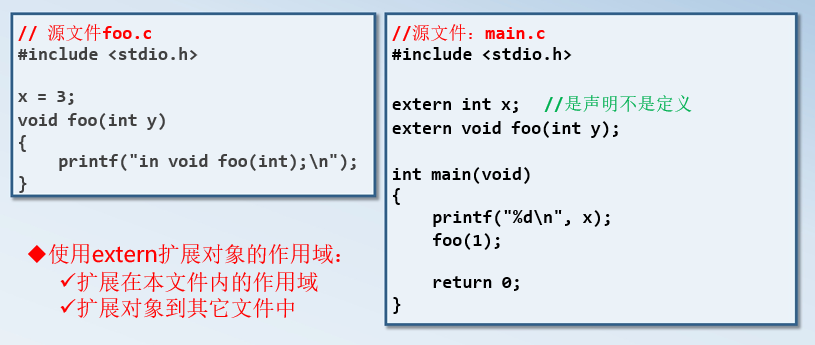 // 源文件foo.c
#include <stdio.h>
x = 3;
void foo(int y)
{
    printf("in void foo(int);\n");
}
◆使用extern扩展对象的作用域：
✓扩展在本文件内的作用域
✓扩展对象到其它文件中
//源文件：main.c
#include <stdio.h>
extern int x;  //是声明不是定义
extern void foo(int y);
int main(void)
{
    printf("%d\n", x);
    foo(1);
    return 0;
}